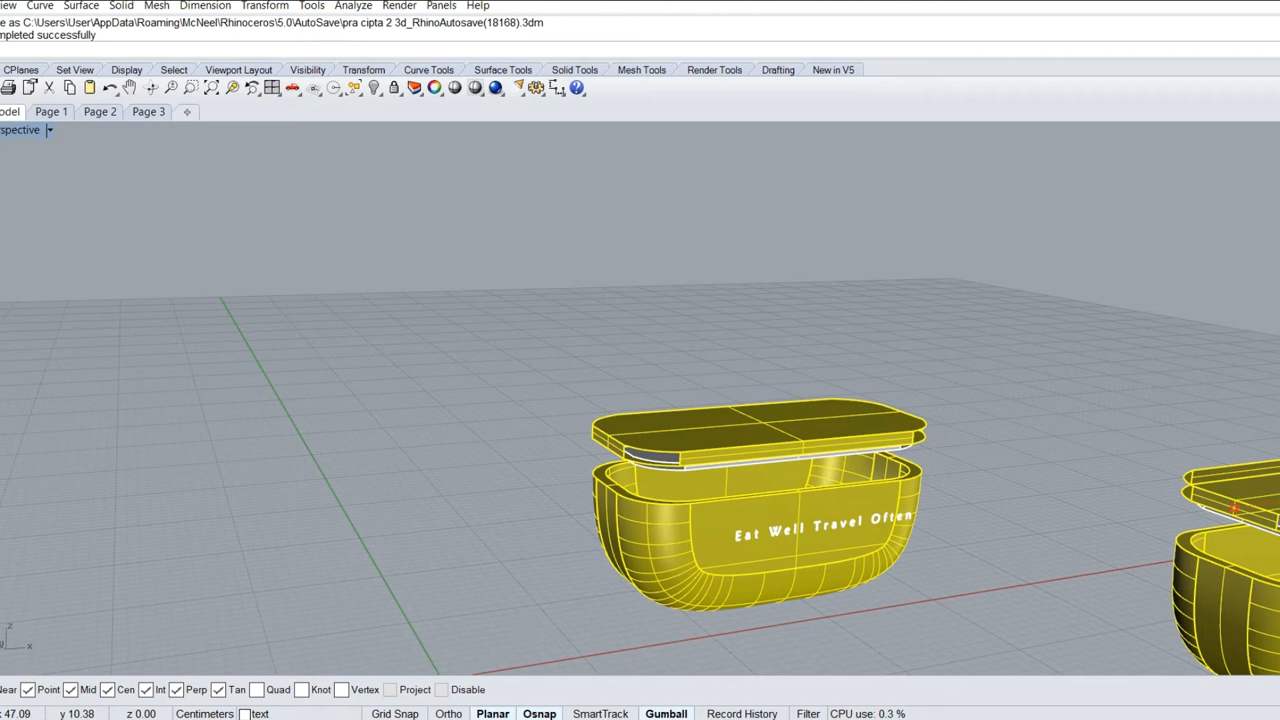 iew Curve Surface Solid Mesh Dimension Transform Tools Analyze Render Panels Help
e as C:\Users\User\AppData\Roaming\McNeel\Rhinoceros\5.0\AutoSave\pra cipta 2 3d_RhinoAutosave(18168).3dm
mpleted successfully
CPlanes Set View Display Select Viewport Layout Visibility Transform Curve Tools Surface Tools Solid Tools Mesh Tools Render Tools Drafting New in V5
odel Page 1 Page 2 Page 3
rspective
Eat Well Travel Often
z
x
Near Point Mid Cen Int Perp Tan Quad Knot Vertex Project Disable
x 47.09 y 10.38 z 0.00 Centimeters text Grid Snap Ortho Planar Osnap SmartTrack Gumball Record History Filter CPU use: 0.3 %